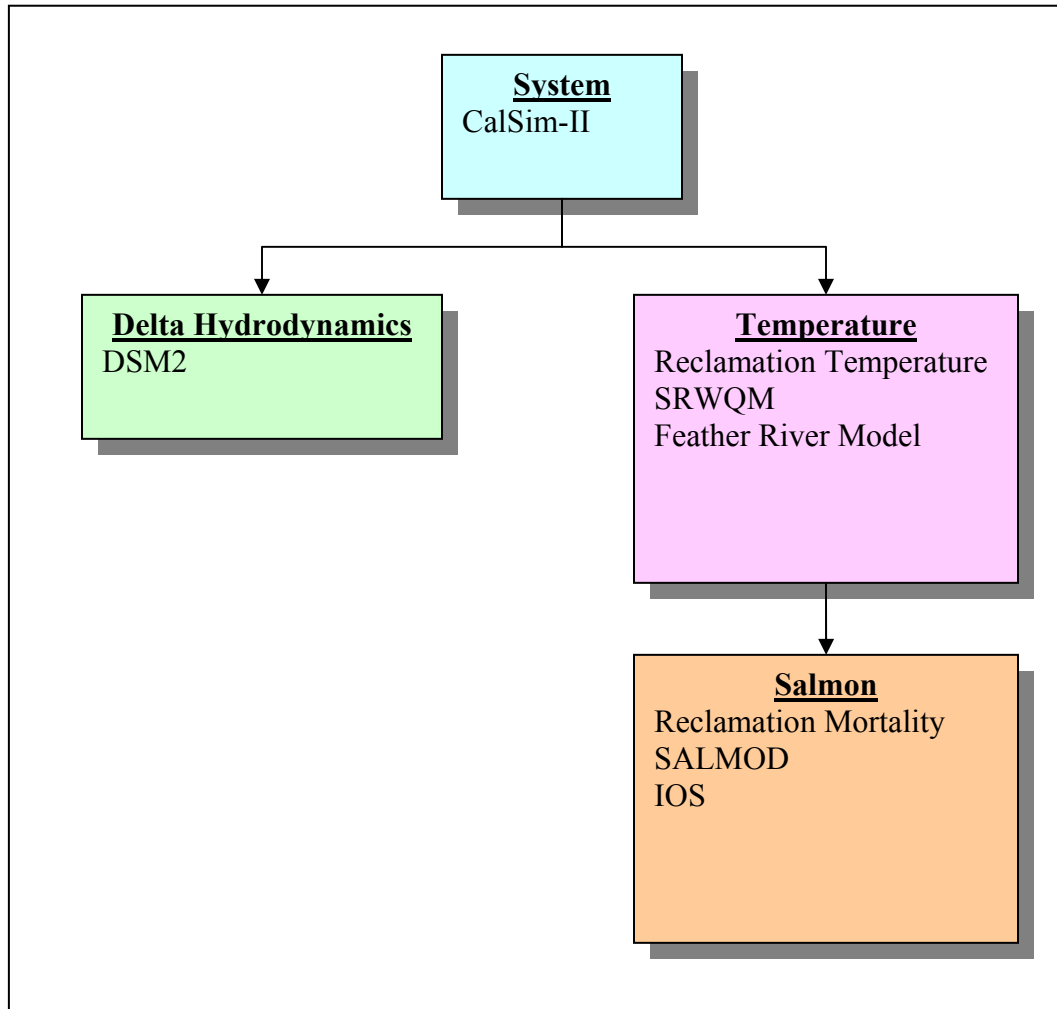 System
CalSim-II
Delta Hydrodynamics
DSM2
Temperature
Reclamation Temperature
SRWQM
Feather River Model
Salmon
Reclamation Mortality
SALMOD
IOS